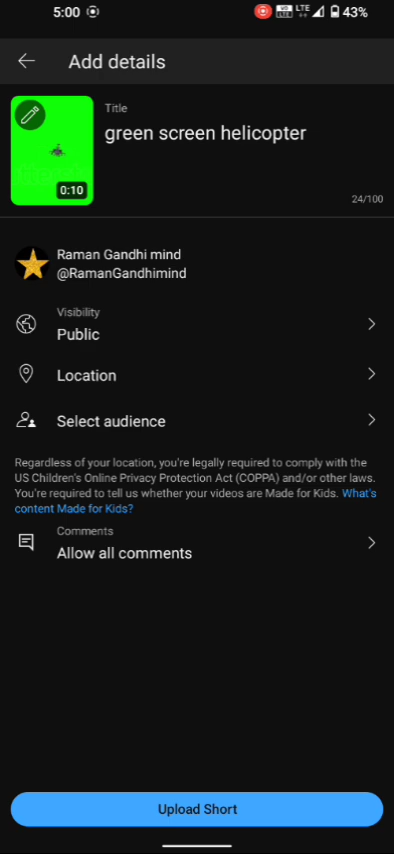 5:00
VO LTE LTE 43%
Add details
Title
green screen helicopter
0:10
24/100
Raman Gandhi mind
@RamanGandhimind
Visibility
Public
Location
Select audience
Regardless of your location, you're legally required to comply with the
US Children's Online Privacy Protection Act (COPPA) and/or other laws.
You're required to tell us whether your videos are Made for Kids. What's
content Made for Kids?
Comments
Allow all comments
Upload Short